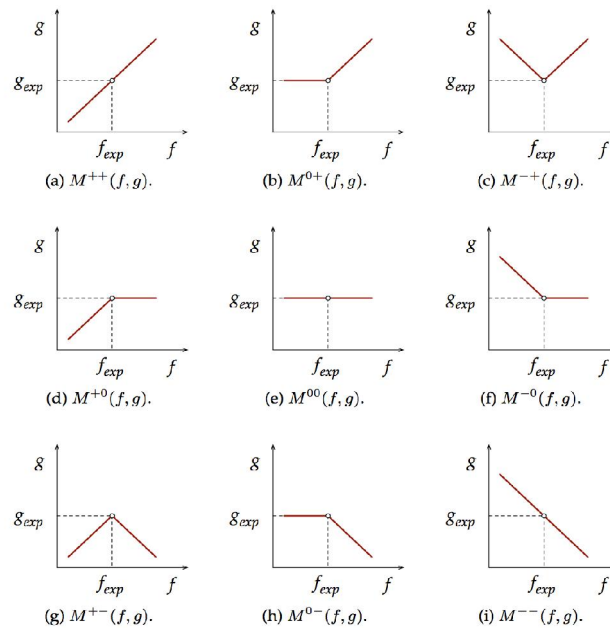 g g g
g_exp g_exp g_exp
f_exp f f_exp f f_exp f
(a) M^{++}(f, g). (b) M^{0+}(f, g). (c) M^{-+}(f, g).
g g g
g_exp g_exp g_exp
f_exp f f_exp f f_exp f
(d) M^{+0}(f, g). (e) M^{00}(f, g). (f) M^{-0}(f, g).
g g g
g_exp g_exp g_exp
f_exp f f_exp f f_exp f
(g) M^{+-}(f, g). (h) M^{0-}(f, g). (i) M^{--}(f, g).